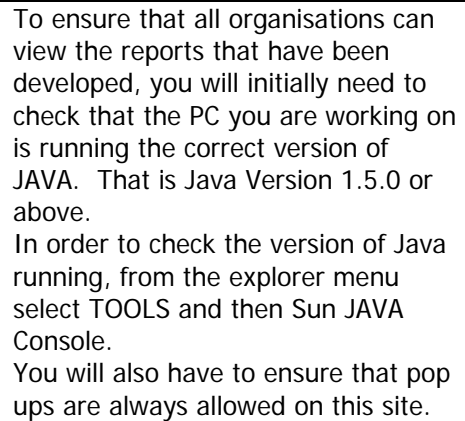 To ensure that all organisations can
view the reports that have been
developed, you will initially need to
check that the PC you are working on
is running the correct version of
JAVA.  That is Java Version 1.5.0 or
above.
In order to check the version of Java
running, from the explorer menu
select TOOLS and then Sun JAVA
Console.
You will also have to ensure that pop
ups are always allowed on this site.